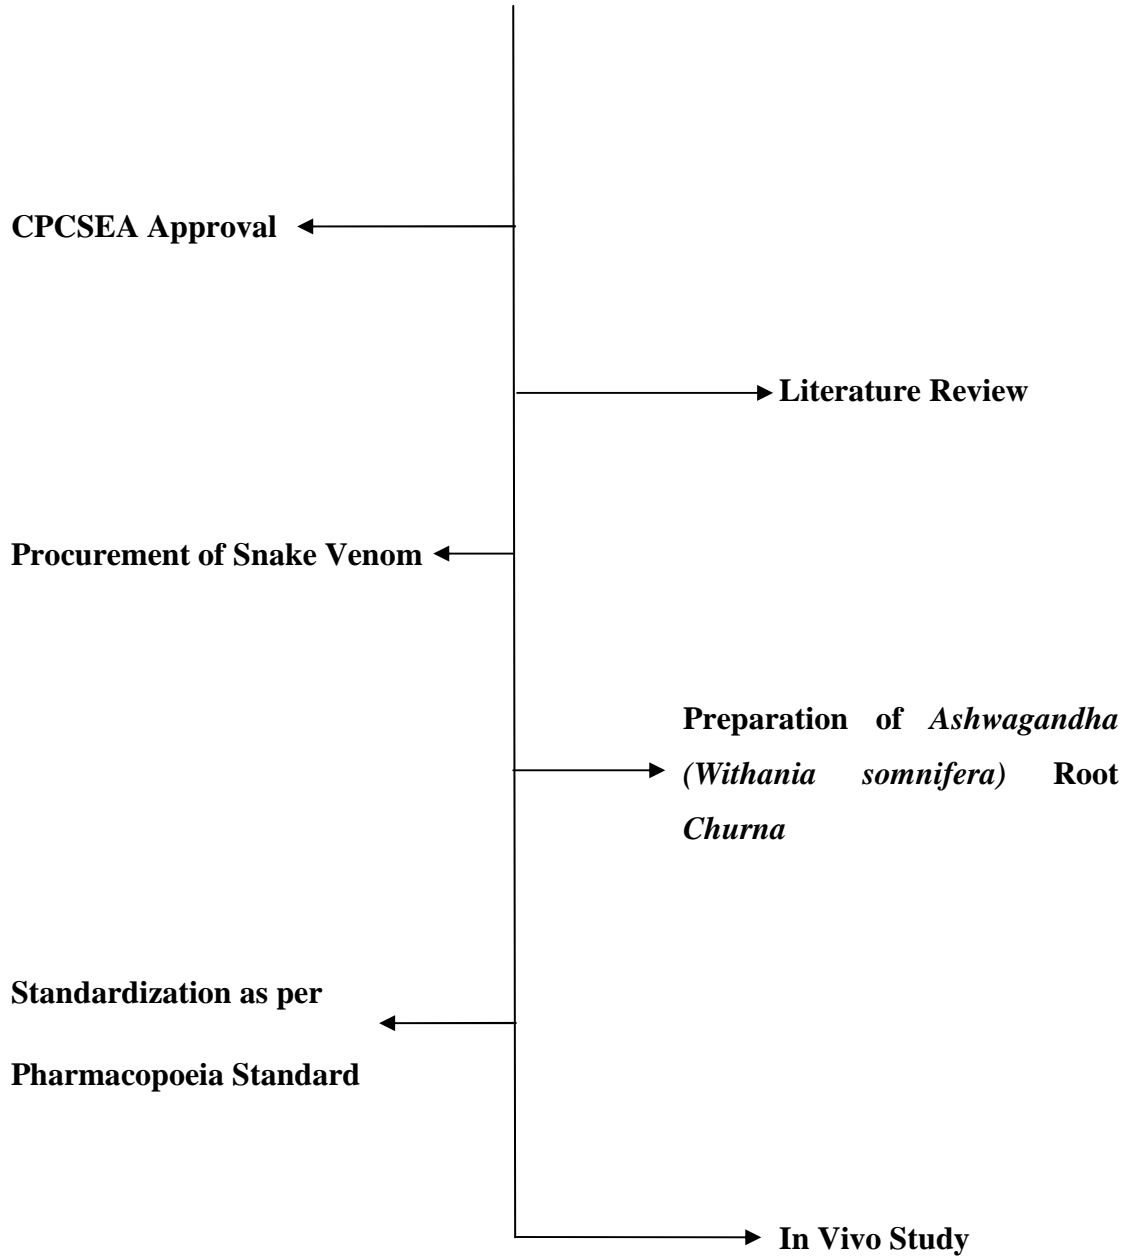 CPCSEA Approval
Literature Review
Procurement of Snake Venom
Preparation of Ashwagandha
(Withania somnifera) Root
Churna
Standardization as per
Pharmacopoeia Standard
In Vivo Study